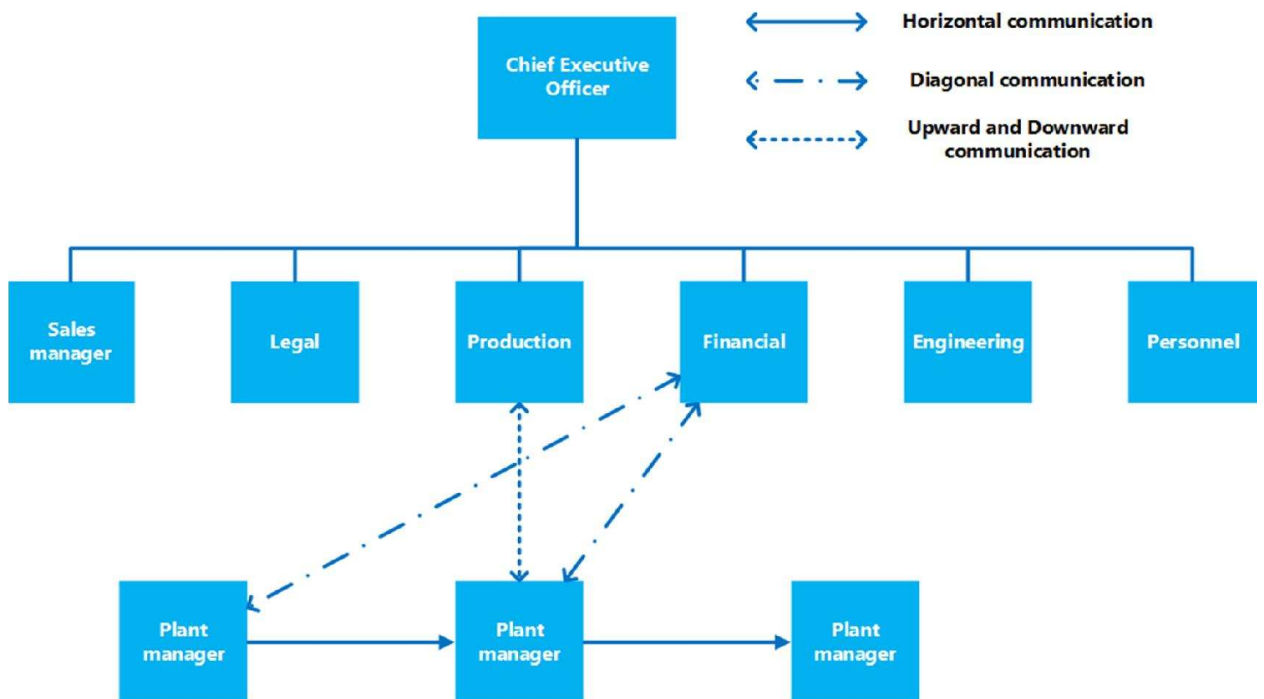 Chief Executive
Officer
Horizontal communication
Diagonal communication
Upward and Downward
communication
Sales
manager
Legal
Production
Financial
Engineering
Personnel
Plant
manager
Plant
manager
Plant
manager